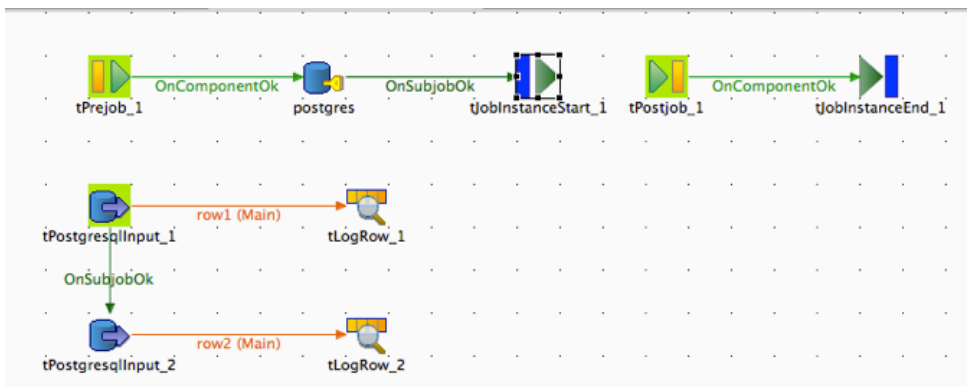 OnComponentOk
OnSubjobOk
OnComponentOk
tPrejob_1
postgres
tJobInstanceStart_1
tPostjob_1
tJobInstanceEnd_1
row1 (Main)
tPostgresqlInput_1
tLogRow_1
OnSubjobOk
row2 (Main)
tPostgresqlInput_2
tLogRow_2